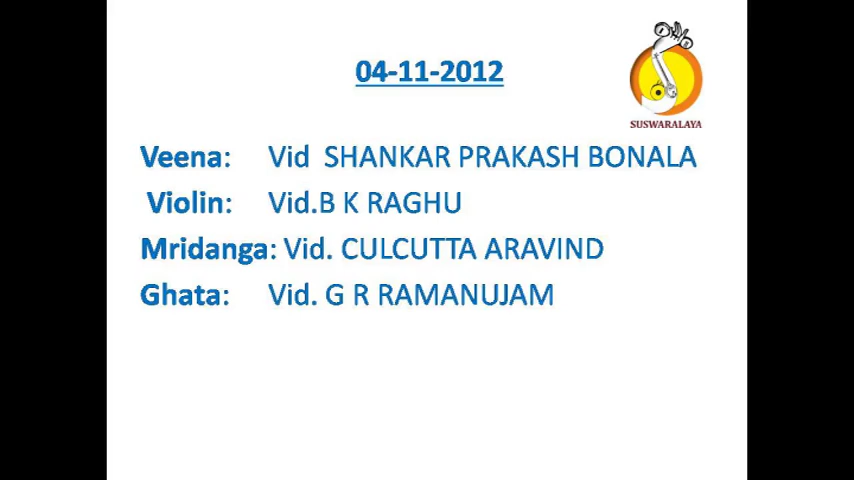 04-11-2012
SUSWARALAYA
Veena: Vid SHANKAR PRAKASH BONALA
Violin: Vid.B K RAGHU
Mridanga: Vid. CULCUTTA ARAVIND
Ghata: Vid. G R RAMANUJAM